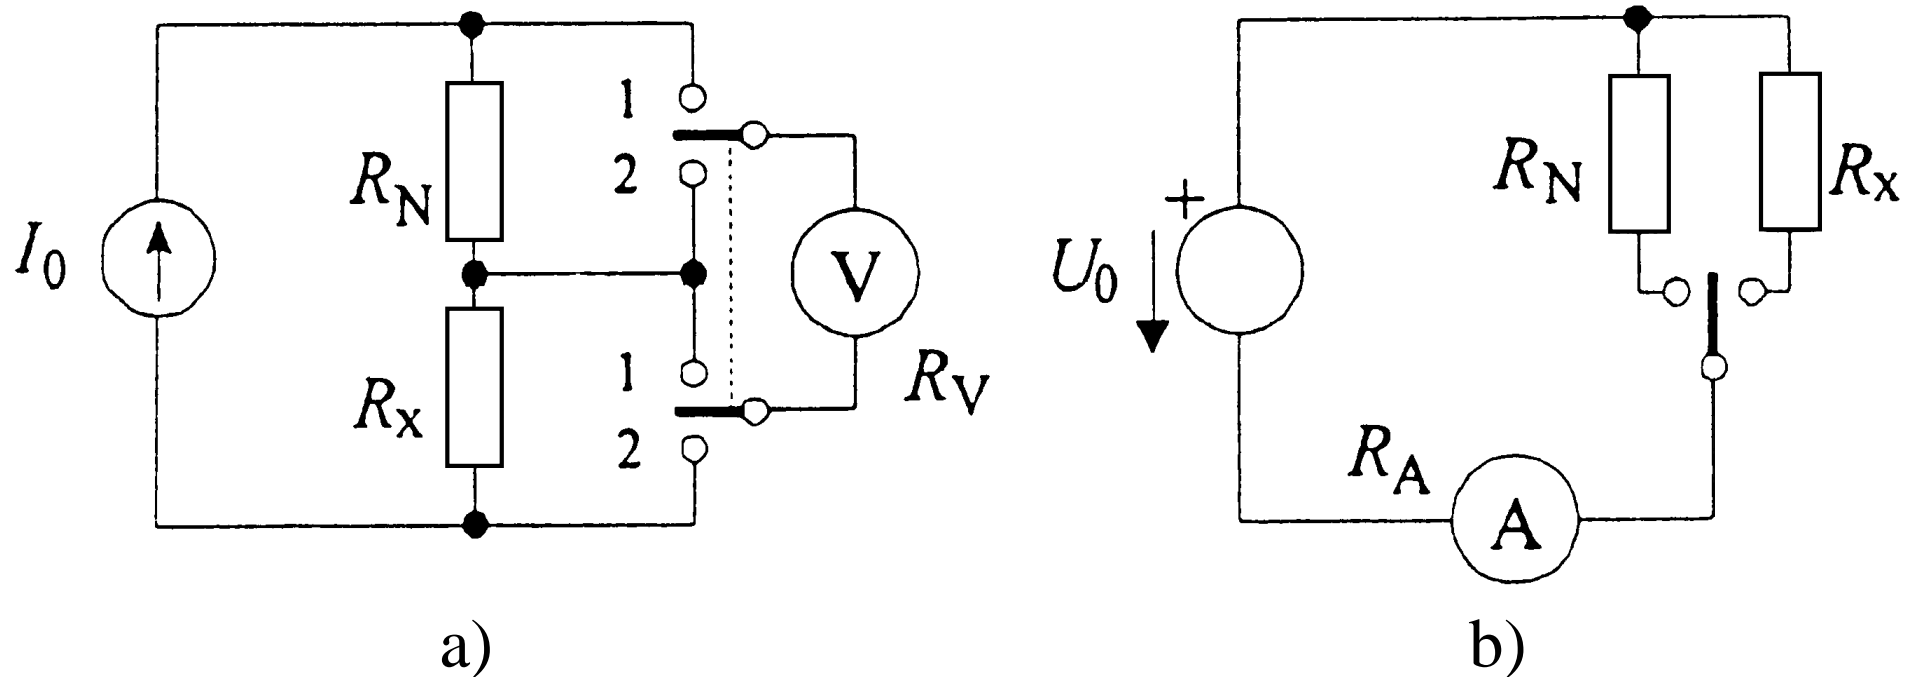 1
2
R_N
I_0
V
1
2
R_X
R_V
a)
+
U_0
R_N
R_X
R_A
A
b)